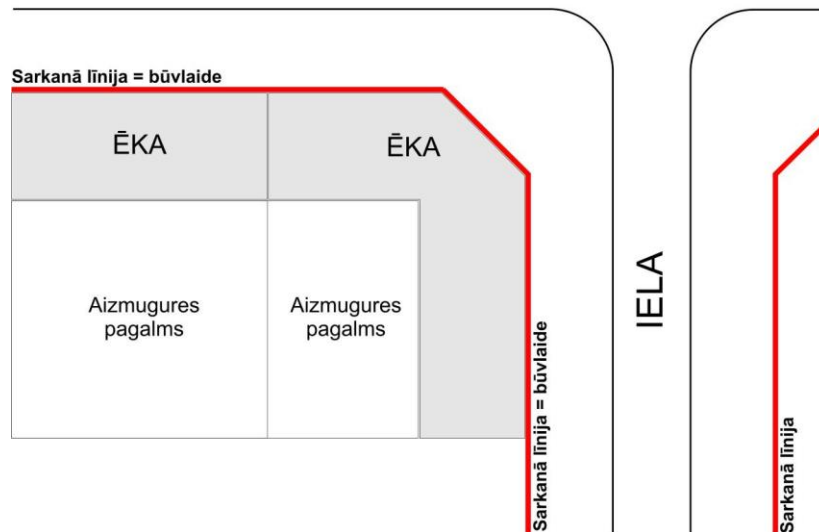 Sarkanā līnija = būvlaide
ĒKA
ĒKA
Aizmugures
pagalms
Aizmugures
pagalms
Sarkanā līnija = būvlaide
IELA
Sarkanā līnija